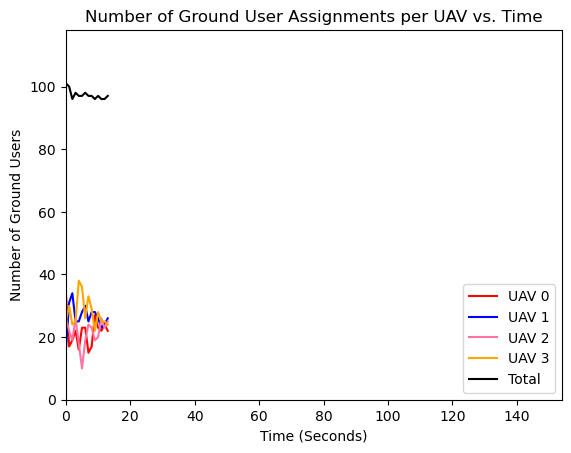 Number of Ground User Assignments per UAV vs. Time
Number of Ground Users
100
80
60
40
20
0
0 20 40 60 80 100 120 140
Time (Seconds)
UAV 0
UAV 1
UAV 2
UAV 3
Total